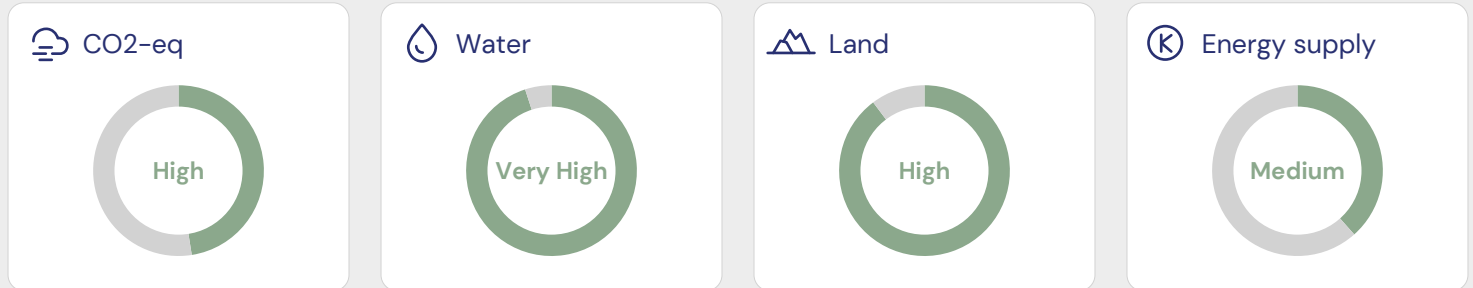 CO2-eq
High
Water
Very High
Land
High
Energy supply
Medium